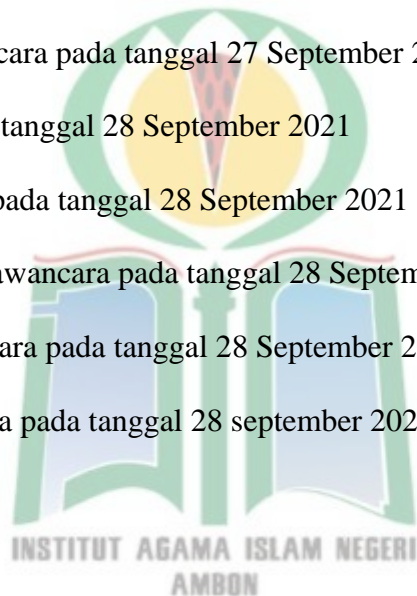 cara pada tanggal 27 September 2
tanggal 28 September 2021
pada tanggal 28 September 2021
awancara pada tanggal 28 Septem
ara pada tanggal 28 September 2
a pada tanggal 28 september 202
INSTITUT AGAMA ISLAM NEGERI
AMBON